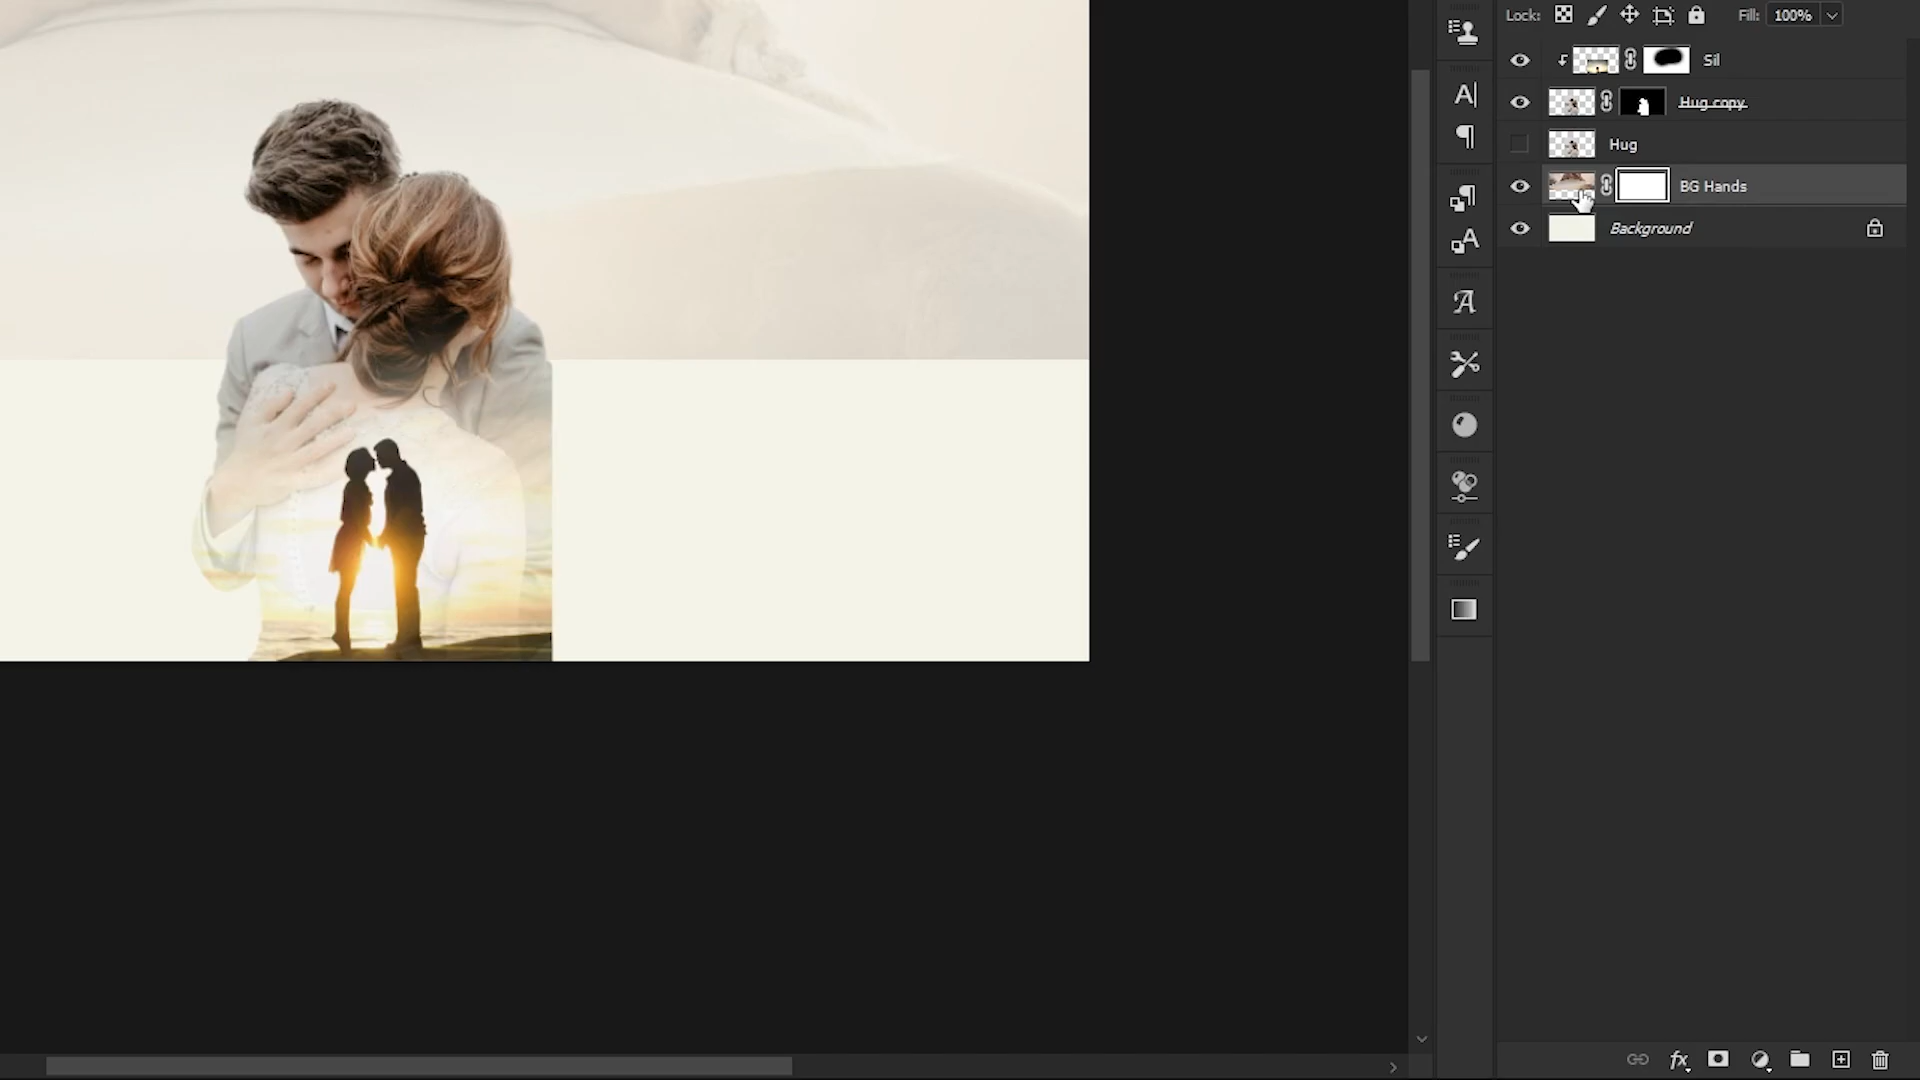 Lock:
Fill: 100%
Sil
Hug copy
Hug
BG Hands
Background